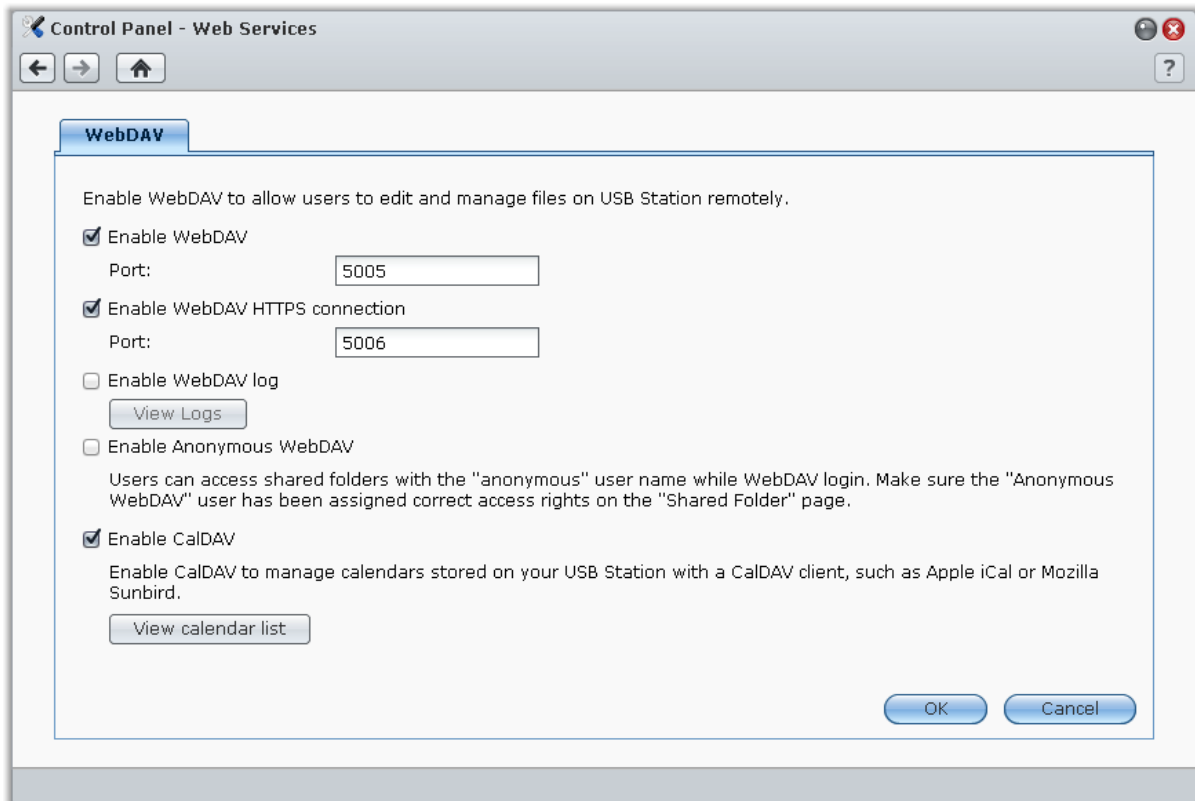 Control Panel - Web Services
?
WebDAV
Enable WebDAV to allow users to edit and manage files on USB Station remotely.
Enable WebDAV
Port:
5005
Enable WebDAV HTTPS connection
Port:
5006
Enable WebDAV log
View Logs
Enable Anonymous WebDAV
Users can access shared folders with the "anonymous" user name while WebDAV login. Make sure the "Anonymous
WebDAV" user has been assigned correct access rights on the "Shared Folder" page.
Enable CalDAV
Enable CalDAV to manage calendars stored on your USB Station with a CalDAV client, such as Apple iCal or Mozilla
Sunbird.
View calendar list
OK
Cancel